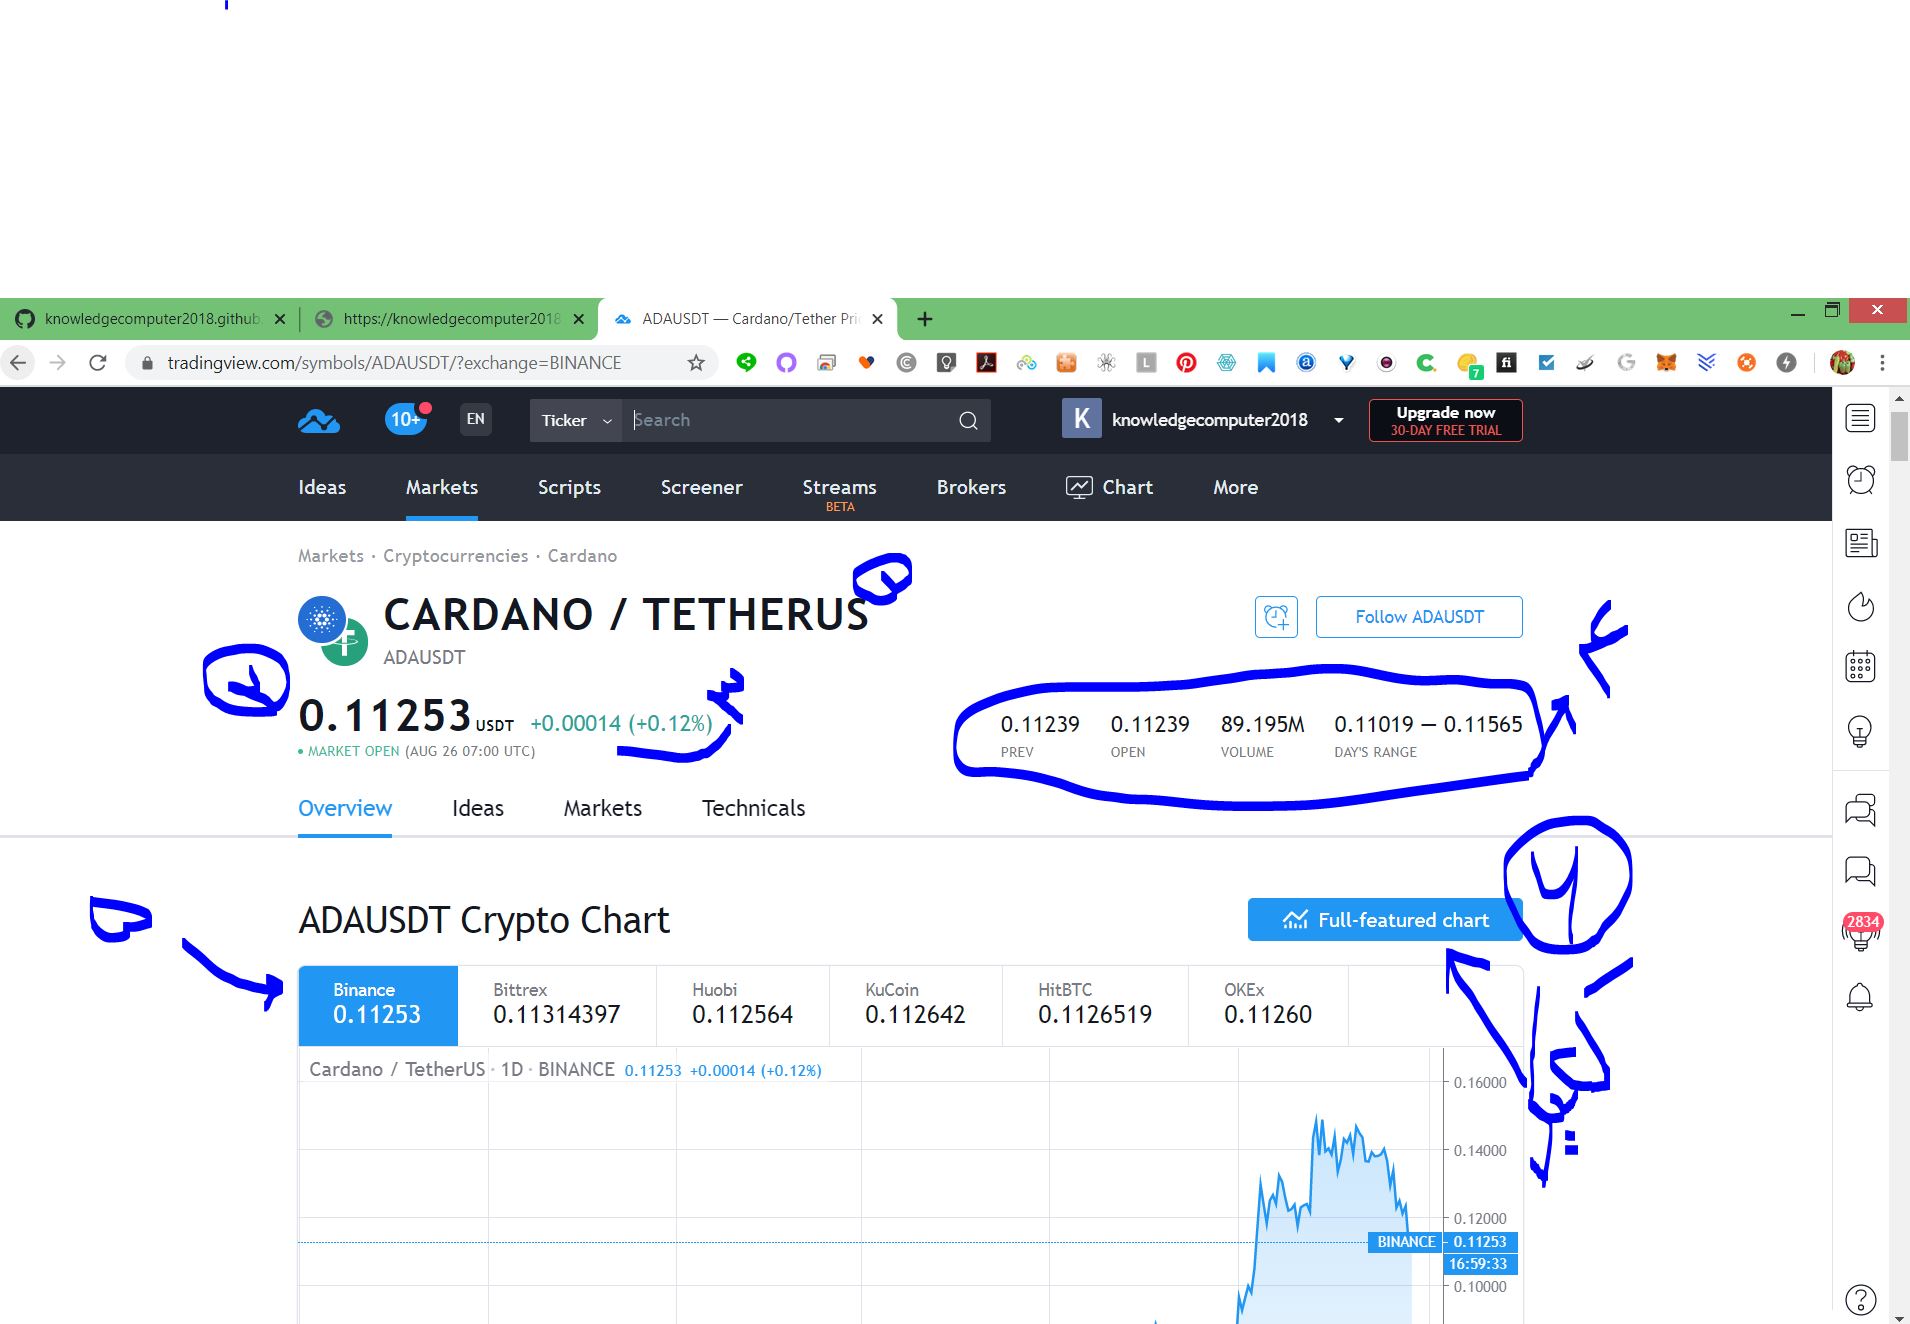 knowledgecomputer2018.github.
https://knowledgecomputer2018
ADAUSDT — Cardano/Tether Pri
tradingview.com/symbols/ADAUSDT/?exchange=BINANCE
7
10+
EN
Ticker
Search
K
knowledgecomputer2018
Upgrade now
30-DAY FREE TRIAL
Ideas
Markets
Scripts
Screener
Streams
BETA
Brokers
Chart
More
Markets · Cryptocurrencies · Cardano
CARDANO / TETHERUS
ADAUSDT
Follow ADAUSDT
0.11253 USDT +0.00014 (+0.12%)
• MARKET OPEN (AUG 26 07:00 UTC)
0.11239
PREV
0.11239
OPEN
89.195M
VOLUME
0.11019 — 0.11565
DAY'S RANGE
Overview
Ideas
Markets
Technicals
ADAUSDT Crypto Chart
Full-featured chart
2834
Binance
0.11253
Bittrex
0.11314397
Huobi
0.112564
KuCoin
0.112642
HitBTC
0.1126519
OKEx
0.11260
Cardano / TetherUS · 1D · BINANCE 0.11253 +0.00014 (+0.12%)
0.16000
0.14000
0.12000
BINANCE 0.11253
16:59:33
0.10000